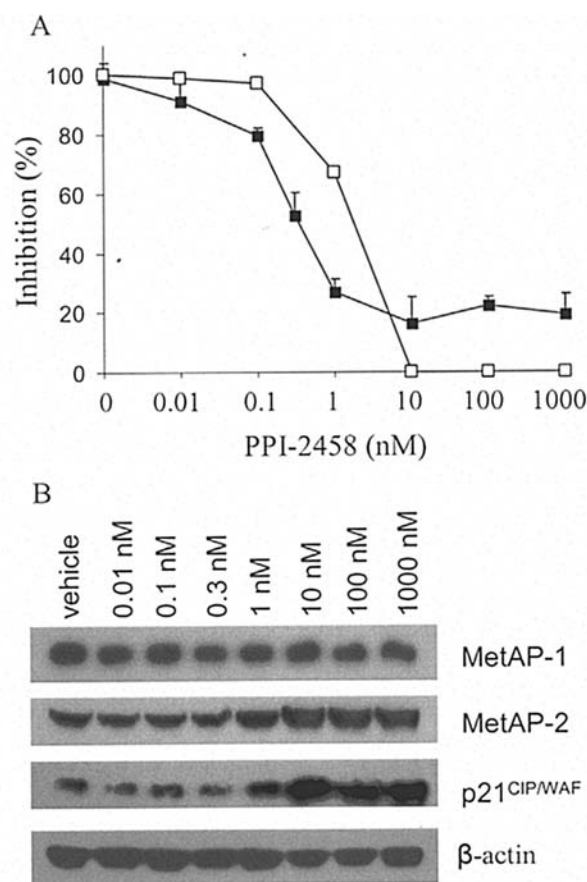 A
Inhibition (%)
100
80
60
40
20
0
0 0.01 0.1 1 10 100 1000
PPI-2458 (nM)
B
vehicle 0.01 nM 0.1 nM 0.3 nM 1 nM 10 nM 100 nM 1000 nM
MetAP-1
MetAP-2
p21CIP/WAF
β-actin